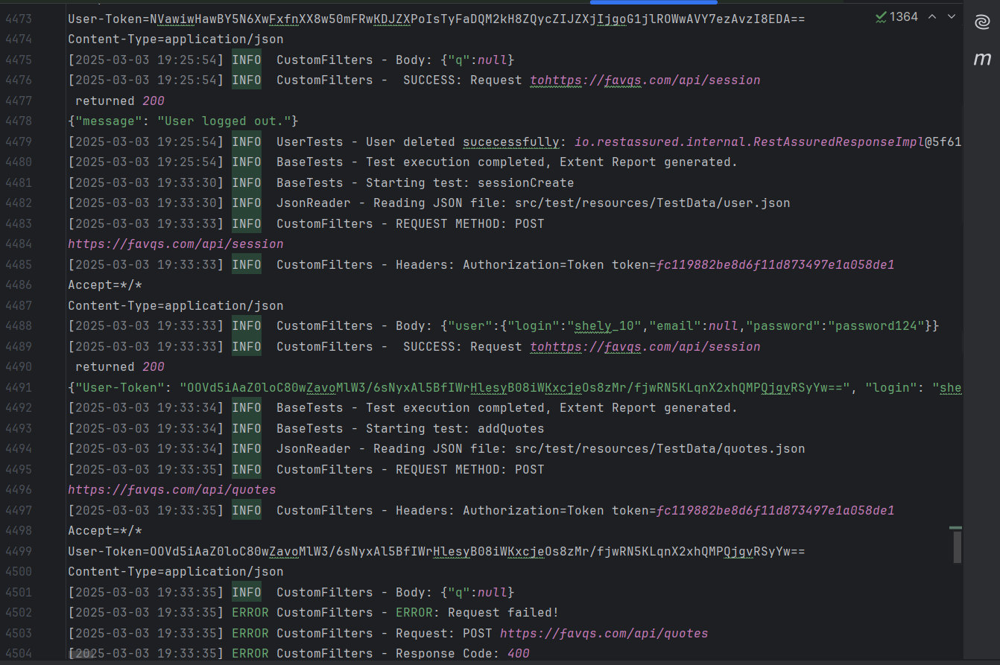 1364
4473 User-Token=NVawiwHawBY5N6XwFxfnXX8w50mFRwKDJZXPoIsTyFaDQM2kH8ZQycZIJZXjIjgoG1jlROWwAVY7ezAvzI8EDA==
4474 Content-Type=application/json
4475 [2025-03-03 19:25:54] INFO  CustomFilters - Body: {"q":null}
4476 [2025-03-03 19:25:54] INFO  CustomFilters -  SUCCESS: Request tohttps://favqs.com/api/session
4477  returned 200
4478 {"message": "User logged out."}
4479 [2025-03-03 19:25:54] INFO  UserTests - User deleted sucecessfully: io.restassured.internal.RestAssuredResponseImpl@5f61
4480 [2025-03-03 19:25:54] INFO  BaseTests - Test execution completed, Extent Report generated.
4481 [2025-03-03 19:33:30] INFO  BaseTests - Starting test: sessionCreate
4482 [2025-03-03 19:33:30] INFO  JsonReader - Reading JSON file: src/test/resources/TestData/user.json
4483 [2025-03-03 19:33:33] INFO  CustomFilters - REQUEST METHOD: POST
4484 https://favqs.com/api/session
4485 [2025-03-03 19:33:33] INFO  CustomFilters - Headers: Authorization=Token token=fc119882be8d6f11d873497e1a058de1
4486 Accept=*/*
4487 Content-Type=application/json
4488 [2025-03-03 19:33:33] INFO  CustomFilters - Body: {"user":{"login":"shely_10","email":null,"password":"password124"}}
4489 [2025-03-03 19:33:33] INFO  CustomFilters -  SUCCESS: Request tohttps://favqs.com/api/session
4490  returned 200
4491 {"User-Token": "OOVd5iAaZ0loC80wZavoMlW3/6sNyxAl5BfIWrHlesyB08iWKxcjeOs8zMr/fjwRN5KLqnX2xhQMPQjgvRSyYw==", "login": "she
4492 [2025-03-03 19:33:34] INFO  BaseTests - Test execution completed, Extent Report generated.
4493 [2025-03-03 19:33:34] INFO  BaseTests - Starting test: addQuotes
4494 [2025-03-03 19:33:34] INFO  JsonReader - Reading JSON file: src/test/resources/TestData/quotes.json
4495 [2025-03-03 19:33:35] INFO  CustomFilters - REQUEST METHOD: POST
4496 https://favqs.com/api/quotes
4497 [2025-03-03 19:33:35] INFO  CustomFilters - Headers: Authorization=Token token=fc119882be8d6f11d873497e1a058de1
4498 Accept=*/*
4499 User-Token=OOVd5iAaZ0loC80wZavoMlW3/6sNyxAl5BfIWrHlesyB08iWKxcjeOs8zMr/fjwRN5KLqnX2xhQMPQjgvRSyYw==
4500 Content-Type=application/json
4501 [2025-03-03 19:33:35] INFO  CustomFilters - Body: {"q":null}
4502 [2025-03-03 19:33:35] ERROR CustomFilters - ERROR: Request failed!
4503 [2025-03-03 19:33:35] ERROR CustomFilters - Request: POST https://favqs.com/api/quotes
4504 [2025-03-03 19:33:35] ERROR CustomFilters - Response Code: 400
m